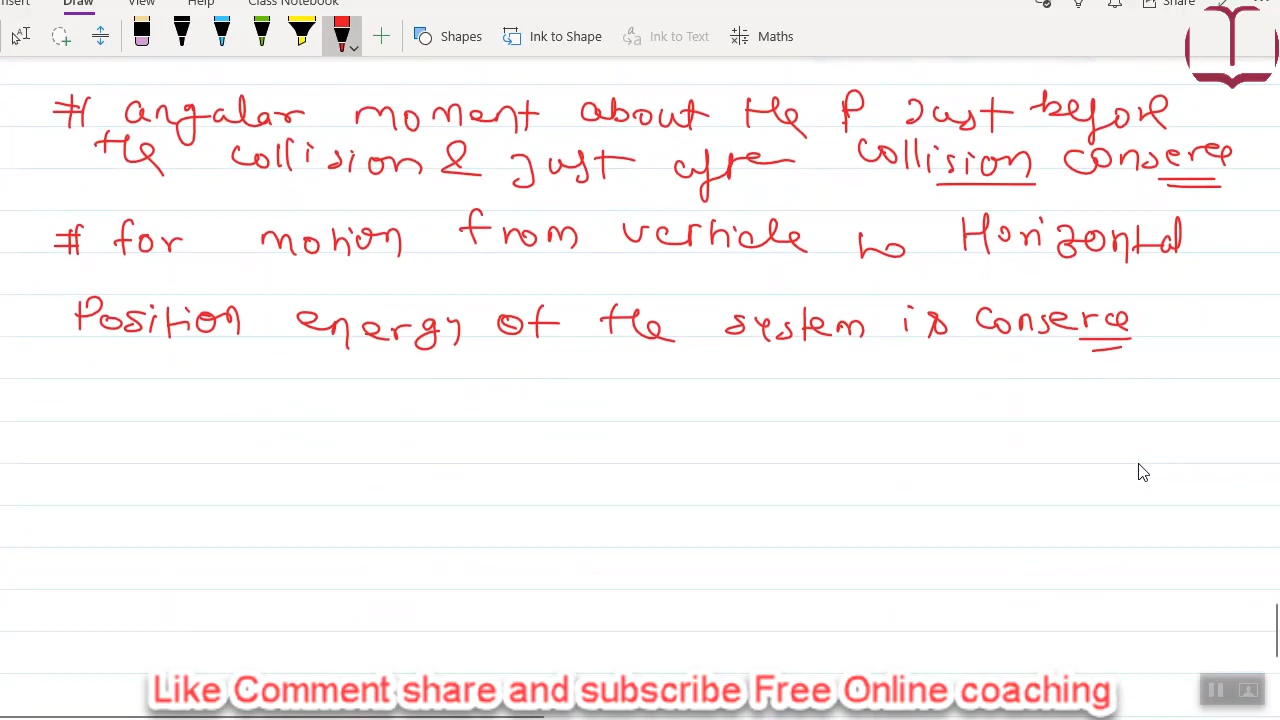 Insert Draw View Help Class Notebook Share
Shapes Ink to Shape Ink to Text Maths
# angalar moment about the P Just before
the collision & Just after collision conserve
# for motion from verticle to Horizontal
Position energy of the system is conserve
Like Comment share and subscribe Free Online coaching